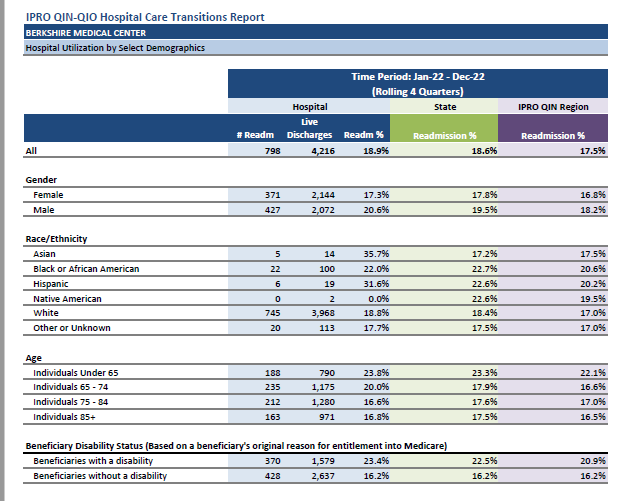 IPRO QIN-QIO Hospital Care Transitions Report
BERKSHIRE MEDICAL CENTER
Hospital Utilization by Select Demographics
Time Period: Jan-22 - Dec-22
(Rolling 4 Quarters)
Hospital State IPRO QIN Region
# Readm Live Discharges Readm % Readmission % Readmission %
All 798 4,216 18.9% 18.6% 17.5%
Gender
Female 371 2,144 17.3% 17.8% 16.8%
Male 427 2,072 20.6% 19.5% 18.2%
Race/Ethnicity
Asian 5 14 35.7% 17.2% 17.5%
Black or African American 22 100 22.0% 22.7% 20.6%
Hispanic 6 19 31.6% 22.6% 20.2%
Native American 0 2 0.0% 22.6% 19.5%
White 745 3,968 18.8% 18.4% 17.0%
Other or Unknown 20 113 17.7% 17.5% 17.0%
Age
Individuals Under 65 188 790 23.8% 23.3% 22.1%
Individuals 65 - 74 235 1,175 20.0% 17.9% 16.6%
Individuals 75 - 84 212 1,280 16.6% 17.6% 17.0%
Individuals 85+ 163 971 16.8% 17.5% 16.5%
Beneficiary Disability Status (Based on a beneficiary's original reason for entitlement into Medicare)
Beneficiaries with a disability 370 1,579 23.4% 22.5% 20.9%
Beneficiaries without a disability 428 2,637 16.2% 16.2% 16.2%